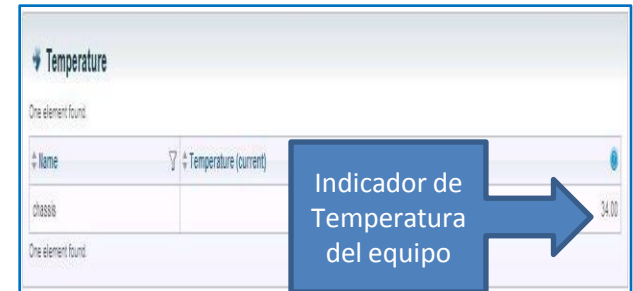 Temperature
One element found.
Name Temperature (current)
chassis 34.00
One element found.
Indicador de
Temperatura
del equipo